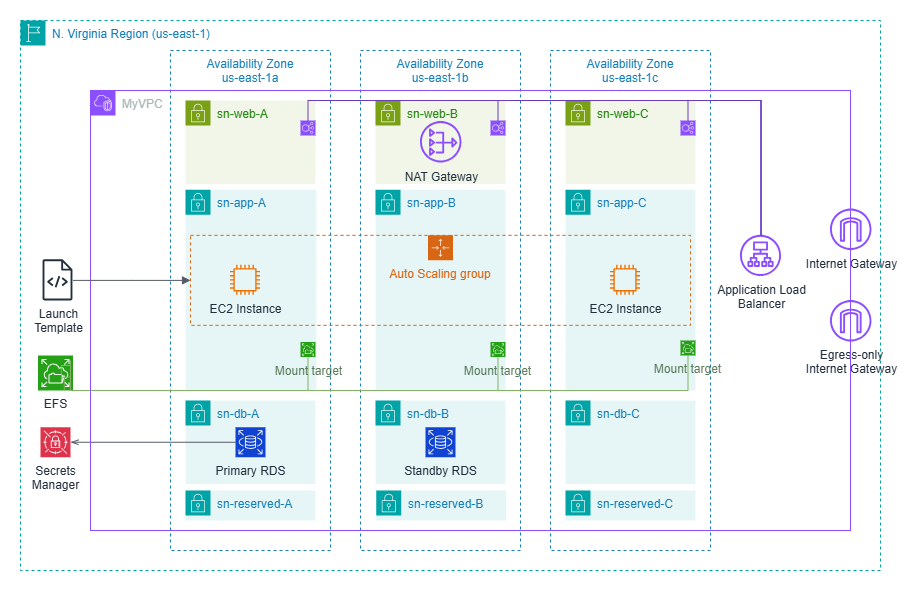 N. Virginia Region (us-east-1)
Availability Zone
us-east-1a
Availability Zone
us-east-1b
Availability Zone
us-east-1c
MyVPC
sn-web-A
sn-web-B
sn-web-C
NAT Gateway
sn-app-A
sn-app-B
sn-app-C
Auto Scaling group
EC2 Instance
EC2 Instance
Launch
Template
Application Load
Balancer
Internet Gateway
Egress-only
Internet Gateway
Mount target
Mount target
Mount target
EFS
sn-db-A
sn-db-B
sn-db-C
Primary RDS
Standby RDS
Secrets
Manager
sn-reserved-A
sn-reserved-B
sn-reserved-C